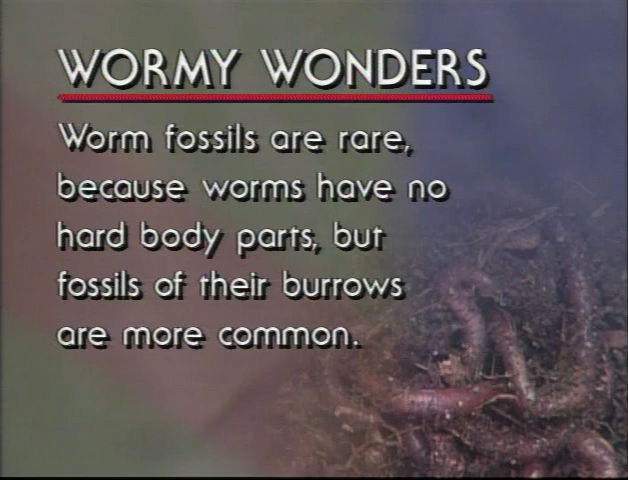 WORMY WONDERS
Worm fossils are rare,
because worms have no
hard body parts, but
fossils of their burrows
are more common.